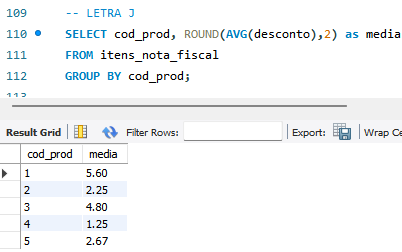 109 -- LETRA J
110 SELECT cod_prod, ROUND(AVG(desconto),2) as media
111 FROM itens_nota_fiscal
112 GROUP BY cod_prod;
113
Result Grid Filter Rows: Export: Wrap Ce
cod_prod media
1 5.60
2 2.25
3 4.80
4 1.25
5 2.67